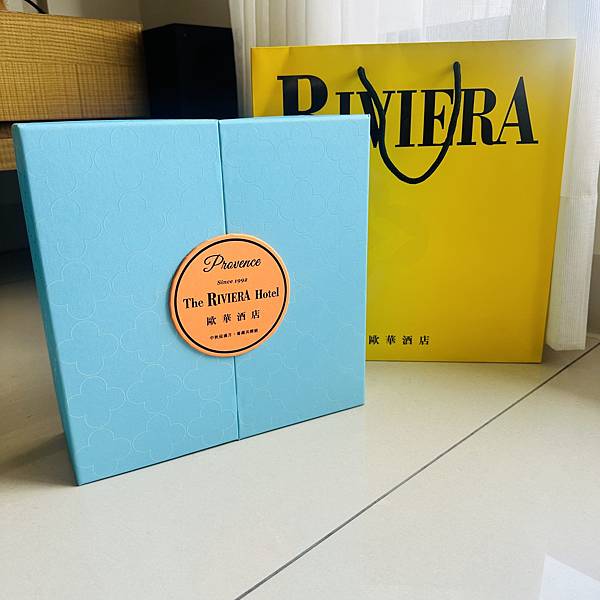 RIVIERA
歐華酒店
Provence
Since 1992
The RIVIERA Hotel
歐華酒店